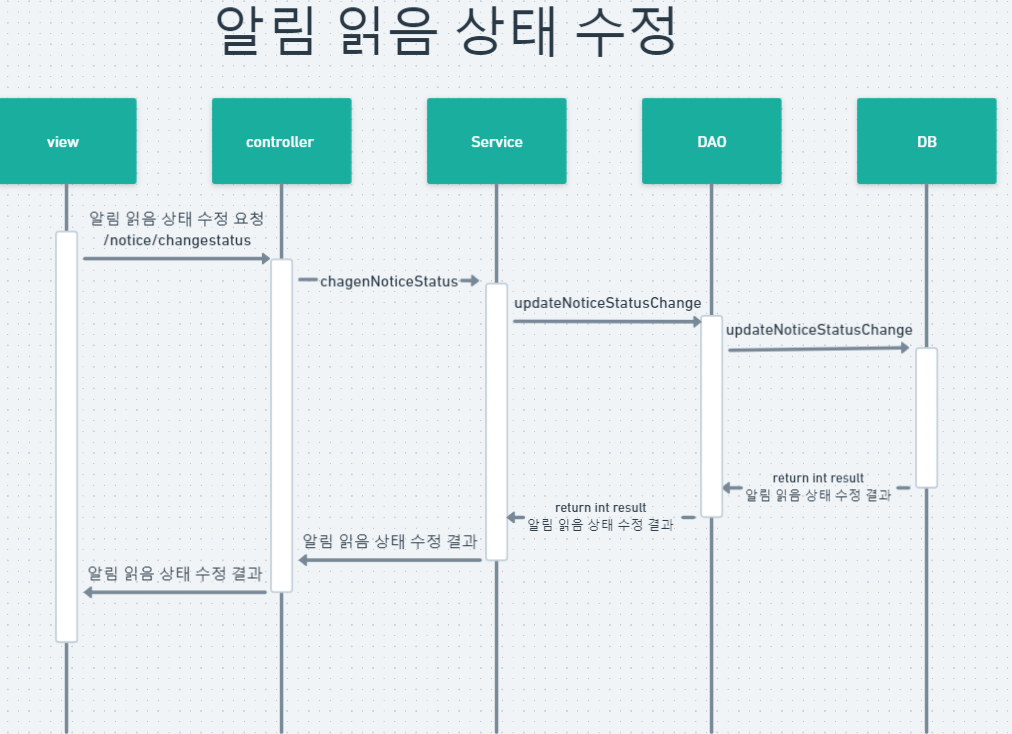 알림 읽음 상태 수정
view
controller
Service
DAO
DB
알림 읽음 상태 수정 요청
/notice/changestatus
chagenNoticeStatus
updateNoticeStatusChange
updateNoticeStatusChange
return int result
알림 읽음 상태 수정 결과
return int result
알림 읽음 상태 수정 결과
알림 읽음 상태 수정 결과
알림 읽음 상태 수정 결과